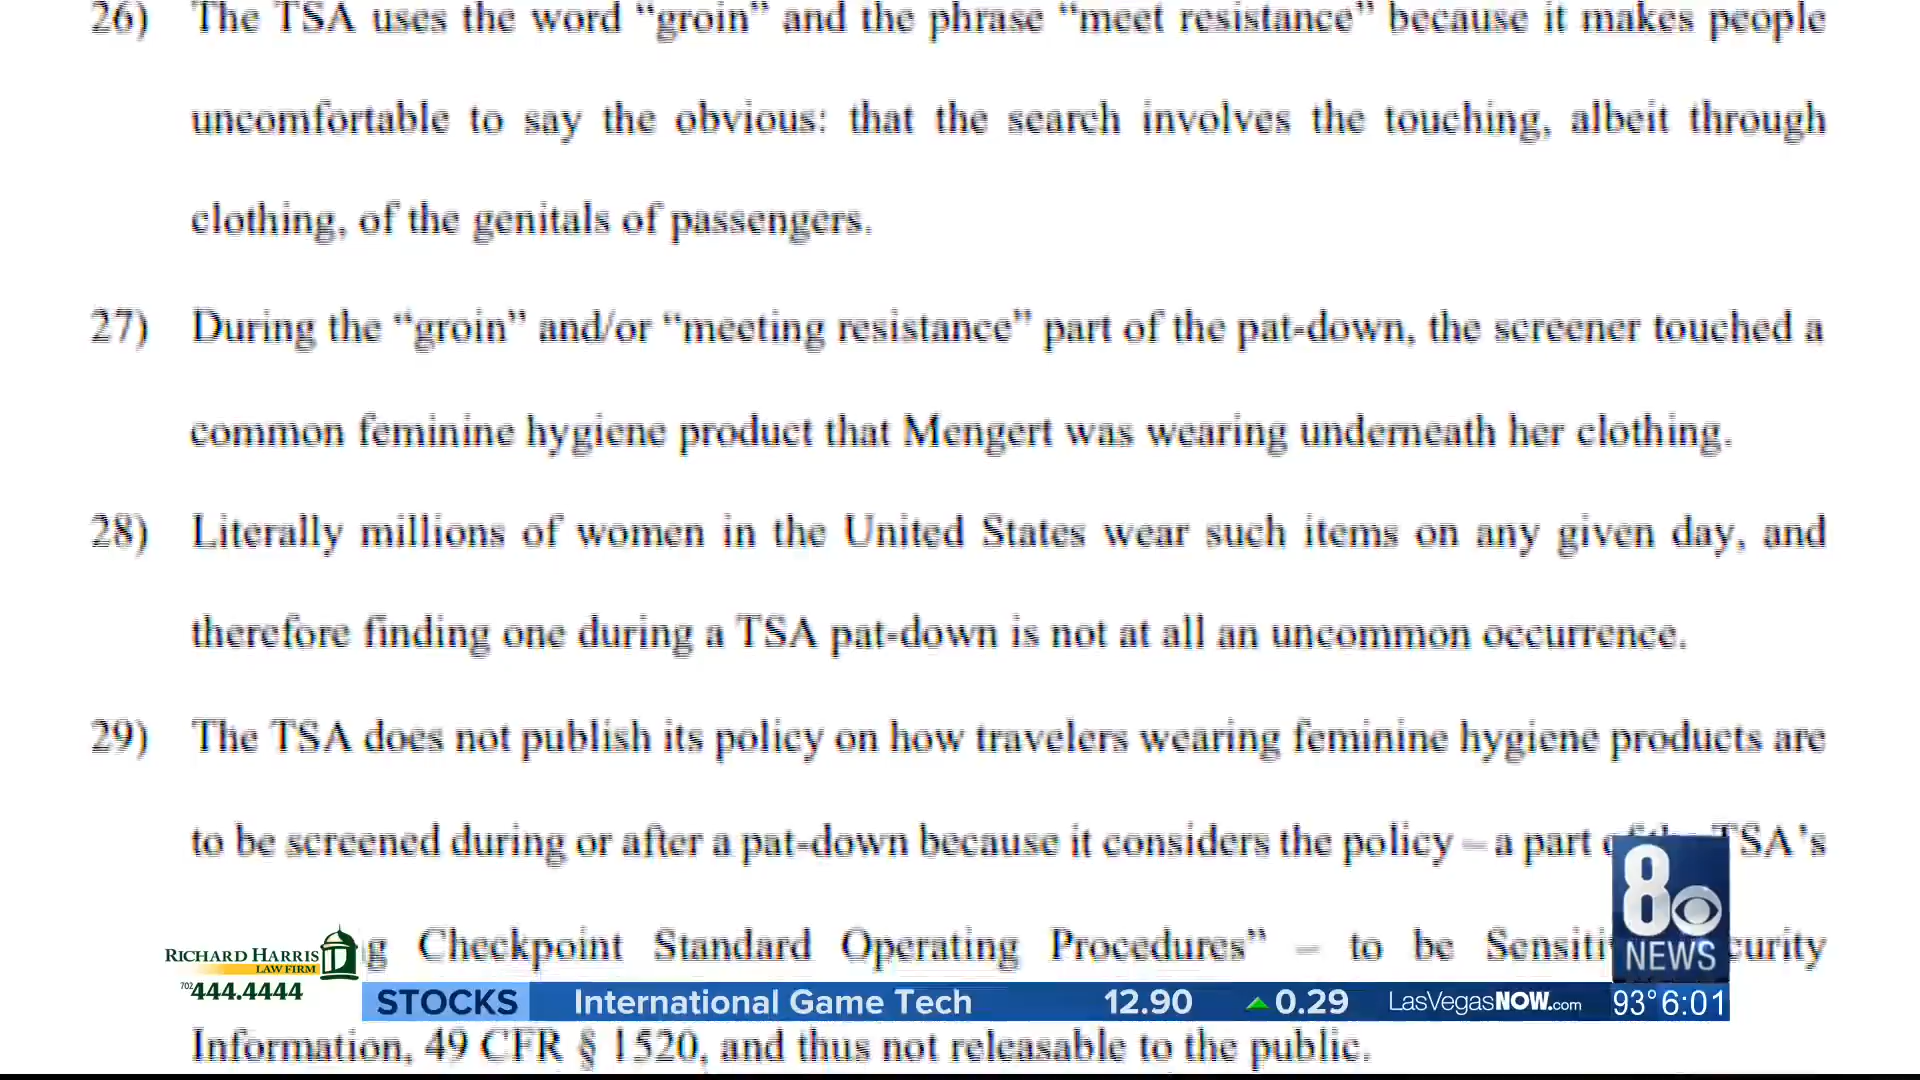 26) The TSA uses the word “groin” and the phrase “meet resistance” because it makes people
uncomfortable to say the obvious: that the search involves the touching, albeit through
clothing, of the genitals of passengers.
27) During the “groin” and/or “meeting resistance” part of the pat-down, the screener touched a
common feminine hygiene product that Mengert was wearing underneath her clothing.
28) Literally millions of women in the United States wear such items on any given day, and
therefore finding one during a TSA pat-down is not at all an uncommon occurrence.
29) The TSA does not publish its policy on how travelers wearing feminine hygiene products are
to be screened during or after a pat-down because it considers the policy – a part of the TSA’s
Checkpoint Standard Operating Procedures” – to be
Information, 49 CFR § 1520, and thus not releasable to the public.
RICHARD HARRIS
LAW FIRM
702 444.4444
8
NEWS
STOCKS International Game Tech 12.90 0.29 LasVegasNOW.com 93° 6:01